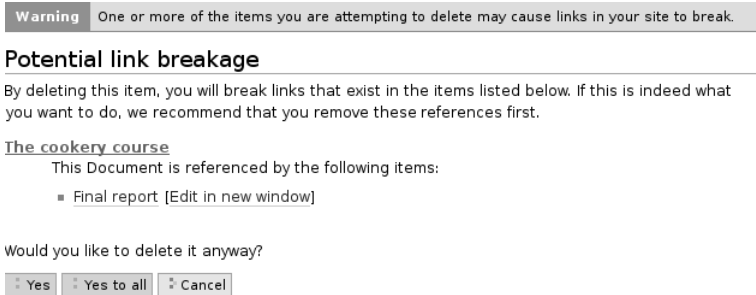 Warning One or more of the items you are attempting to delete may cause links in your site to break.
Potential link breakage
By deleting this item, you will break links that exist in the items listed below. If this is indeed what
you want to do, we recommend that you remove these references first.
The cookery course
This Document is referenced by the following items:
Final report [Edit in new window]
Would you like to delete it anyway?
Yes Yes to all Cancel